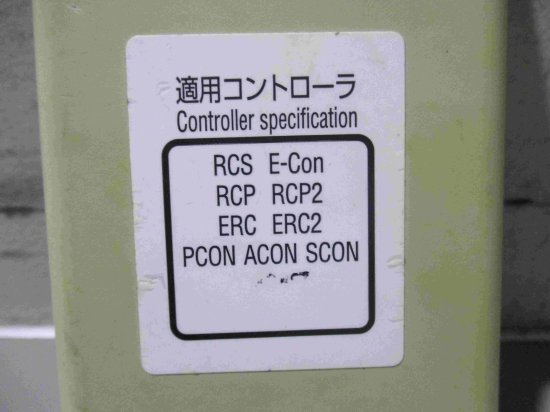 適用コントローラ
Controller specification
RCS E-Con
RCP RCP2
ERC ERC2
PCON ACON SCON